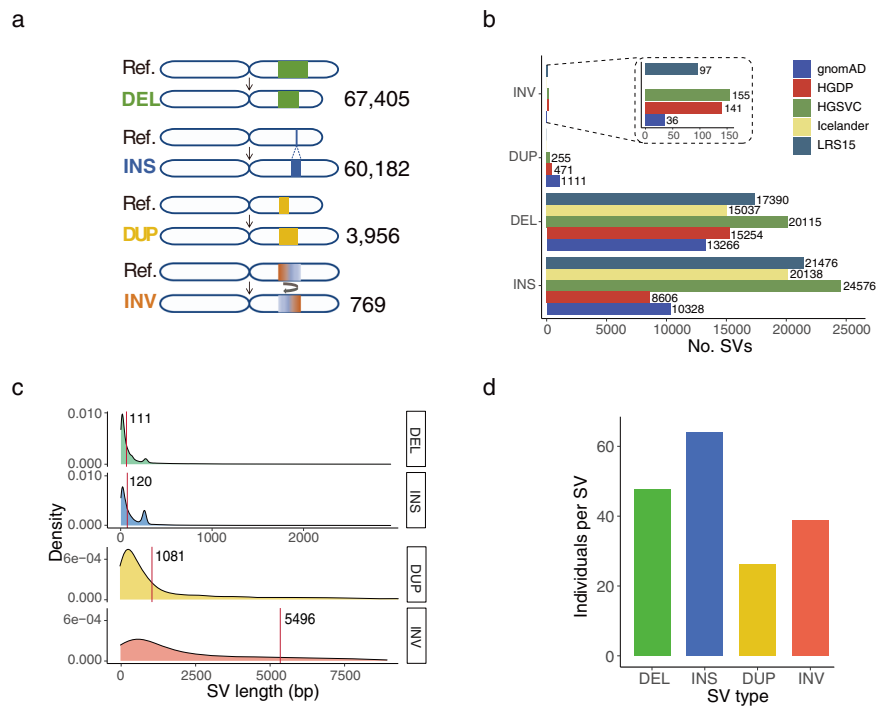 a
Ref.
DEL 67,405
Ref.
INS 60,182
Ref.
DUP 3,956
Ref.
INV 769
b
INV
97
155
141
36
0 50 100 150
DUP
255
471
1111
DEL
17390
15037
20115
15254
13266
INS
21476
20138
24576
8606
10328
0 5000 10000 15000 20000 25000
No. SVs
gnomAD
HGDP
HGSVC
Icelander
LRS15
c
Density
0.010
0.000
111
DEL
0.010
0.000
120
INS
0 1000 2000
6e−04
0.000
1081
DUP
6e−04
0.000
5496
INV
0 2500 5000 7500
SV length (bp)
d
Individuals per SV
60
40
20
0
DEL INS DUP INV
SV type